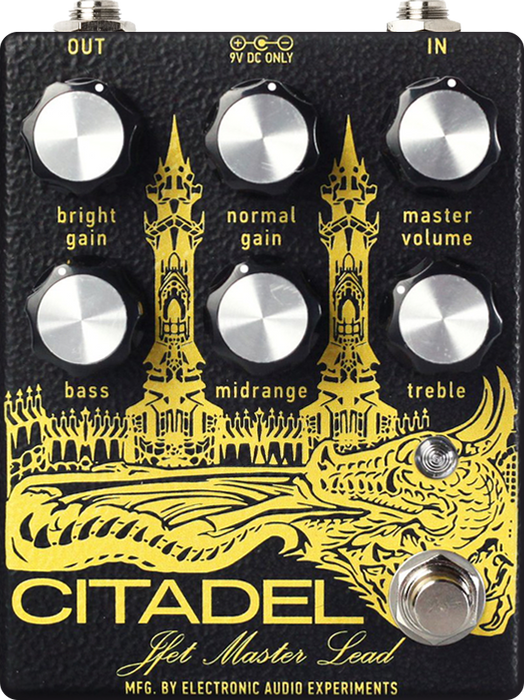 OUT
IN
9V DC ONLY
bright
gain
normal
gain
master
volume
bass
midrange
treble
CITADEL
Jfet Master Lead
MFG. BY ELECTRONIC AUDIO EXPERIMENTS